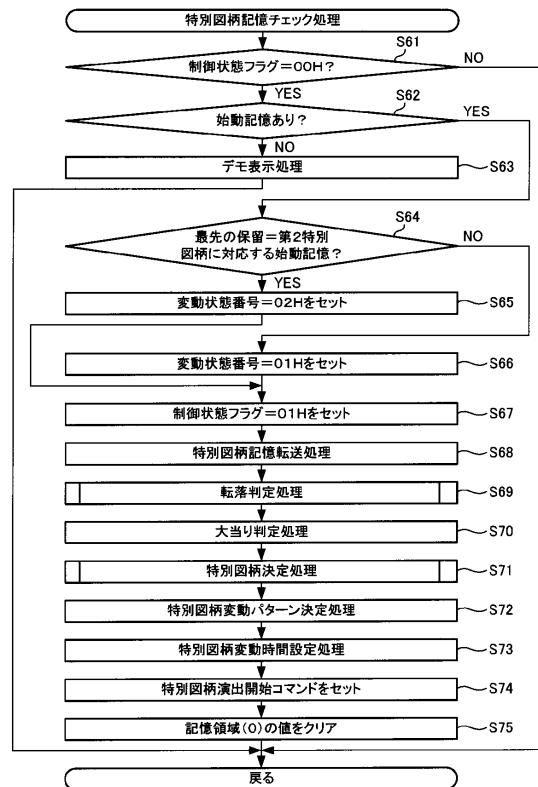 特別図柄記憶チェック処理
S61
制御状態フラグ=00H?
NO
YES
S62
始動記憶あり?
YES
NO
デモ表示処理
S63
S64
最先の保留=第2特別
図柄に対応する始動記憶?
NO
YES
変動状態番号=02Hをセット
S65
変動状態番号=01Hをセット
S66
制御状態フラグ=01Hをセット
S67
特別図柄記憶転送処理
S68
転落判定処理
S69
大当り判定処理
S70
特別図柄決定処理
S71
特別図柄変動パターン決定処理
S72
特別図柄変動時間設定処理
S73
特別図柄演出開始コマンドをセット
S74
記憶領域(0)の値をクリア
S75
戻る